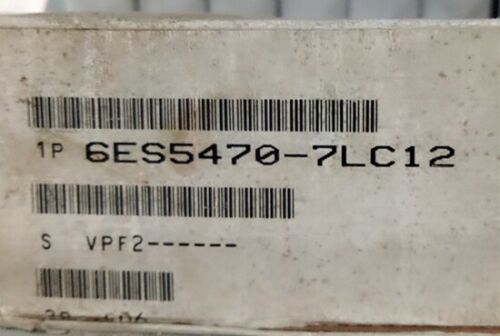 1P 6ES5470-7LC12
S VPF2------